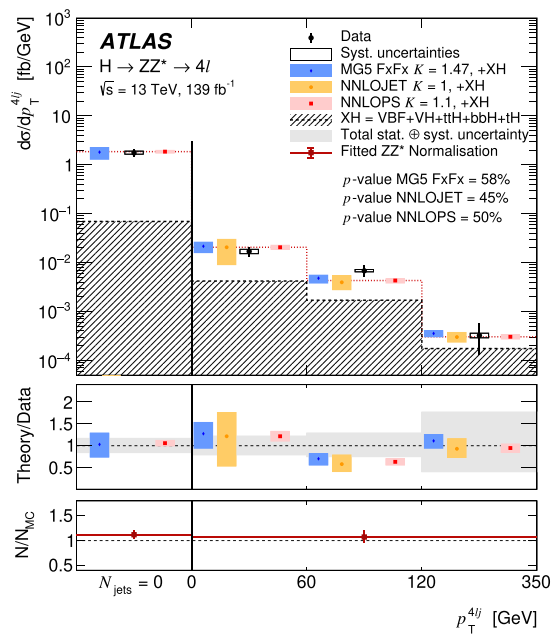 ATLAS
H → ZZ* → 4l
√s = 13 TeV, 139 fb⁻¹
Data
Syst. uncertainties
MG5 FxFx K = 1.47, +XH
NNLOJET K = 1, +XH
NNLOPS K = 1.1, +XH
XH = VBF+VH+ttH+bbH+tH
Total stat. ⊕ syst. uncertainty
Fitted ZZ* Normalisation
p-value MG5 FxFx = 58%
p-value NNLOJET = 45%
p-value NNLOPS = 50%
dσ/dp_T^4lj [fb/GeV]
10³
10²
10
1
10⁻¹
10⁻²
10⁻³
10⁻⁴
Theory/Data
2
1.5
1
0.5
N/N_MC
1.5
1
0.5
N_jets = 0
0
60
120
350
p_T^4lj [GeV]